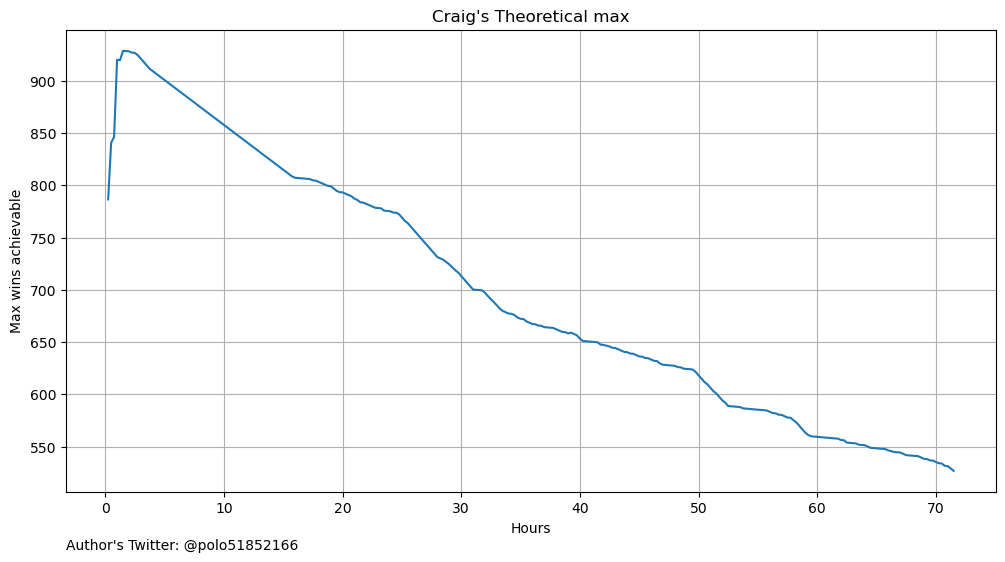 Craig's Theoretical max
900
850
800
750
700
650
600
550
Max wins achievable
0 10 20 30 40 50 60 70
Hours
Author's Twitter: @polo51852166